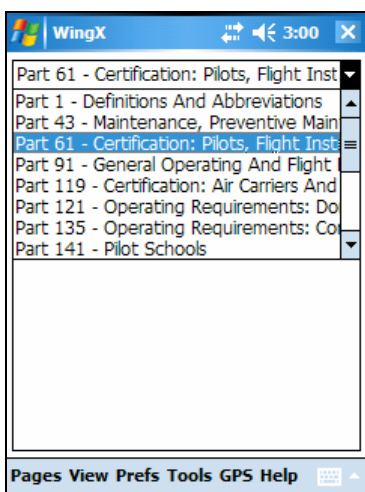 WingX 3:00
Part 61 - Certification: Pilots, Flight Inst
Part 1 - Definitions And Abbreviations
Part 43 - Maintenance, Preventive Main
Part 61 - Certification: Pilots, Flight Inst
Part 91 - General Operating And Flight
Part 119 - Certification: Air Carriers And
Part 121 - Operating Requirements: Do
Part 135 - Operating Requirements: Co
Part 141 - Pilot Schools
Pages View Prefs Tools GPS Help